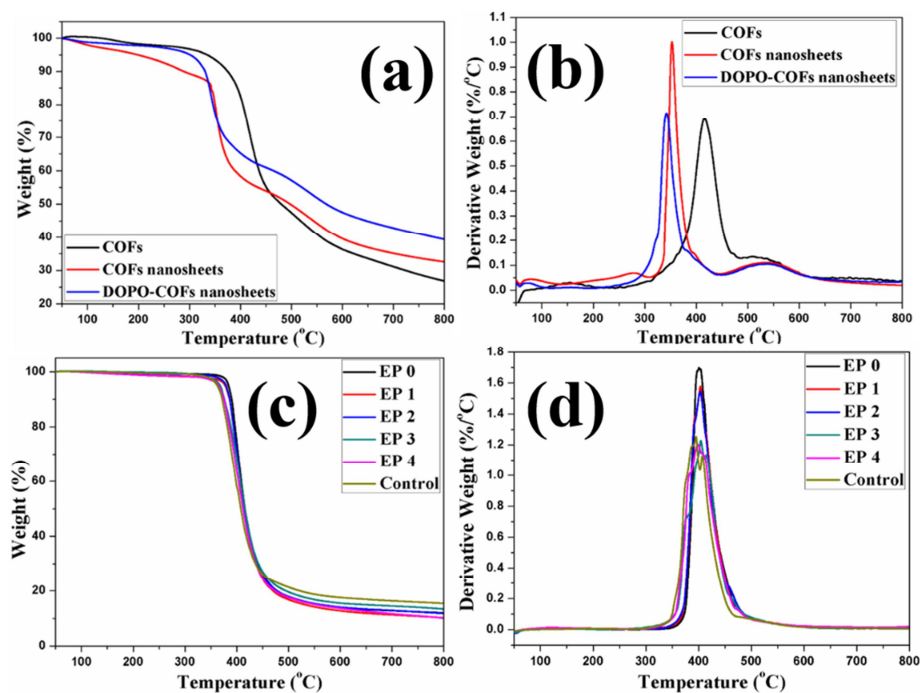 (a)
100
90
80
70
60
50
40
30
20
Weight (%)
COFs
COFs nanosheets
DOPO-COFs nanosheets
100 200 300 400 500 600 700 800
Temperature (°C)
(b)
1.1
1.0
0.9
0.8
0.7
0.6
0.5
0.4
0.3
0.2
0.1
0.0
Derivative Weight (%/°C)
COFs
COFs nanosheets
DOPO-COFs nanosheets
100 200 300 400 500 600 700 800
Temperature (°C)
(c)
100
80
60
40
20
0
Weight (%)
EP 0
EP 1
EP 2
EP 3
EP 4
Control
100 200 300 400 500 600 700 800
Temperature (°C)
(d)
1.8
1.6
1.4
1.2
1.0
0.8
0.6
0.4
0.2
0.0
Derivative Weight (%/°C)
EP 0
EP 1
EP 2
EP 3
EP 4
Control
100 200 300 400 500 600 700 800
Temperature (°C)